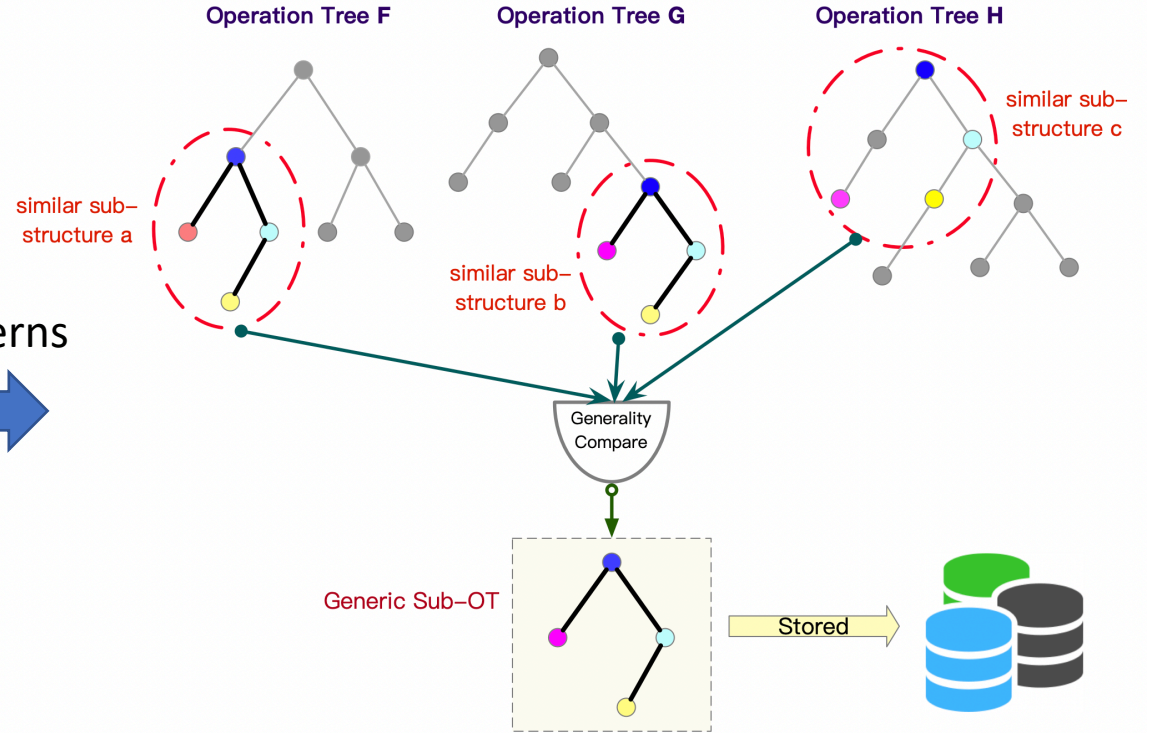 Operation Tree F
Operation Tree G
Operation Tree H
similar sub-
structure c
similar sub-
structure a
similar sub-
structure b
erns
Generality
Compare
Generic Sub-OT
Stored